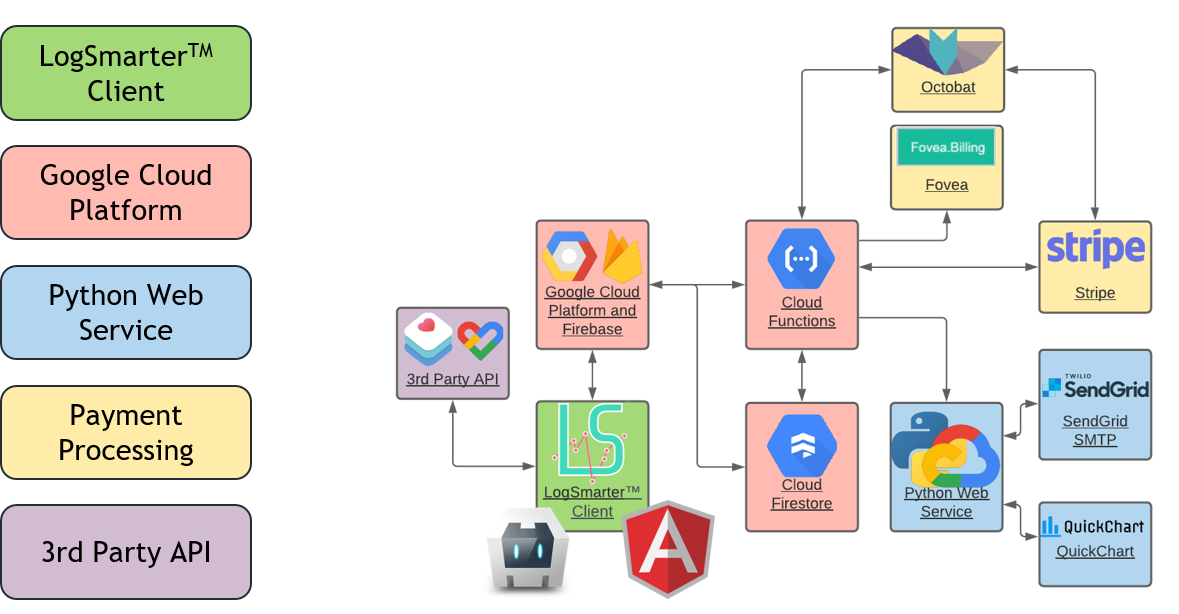 LogSmarter™
Client
Google Cloud
Platform
Python Web
Service
Payment
Processing
3rd Party API
Octobat
Fovea.Billing
Fovea
stripe
Stripe
Google Cloud
Platform and
Firebase
Cloud
Functions
3rd Party API
LS
LogSmarter™
Client
A
Cloud
Firestore
Python Web
Service
TWILIO
SendGrid
SendGrid
SMTP
QuickChart
QuickChart